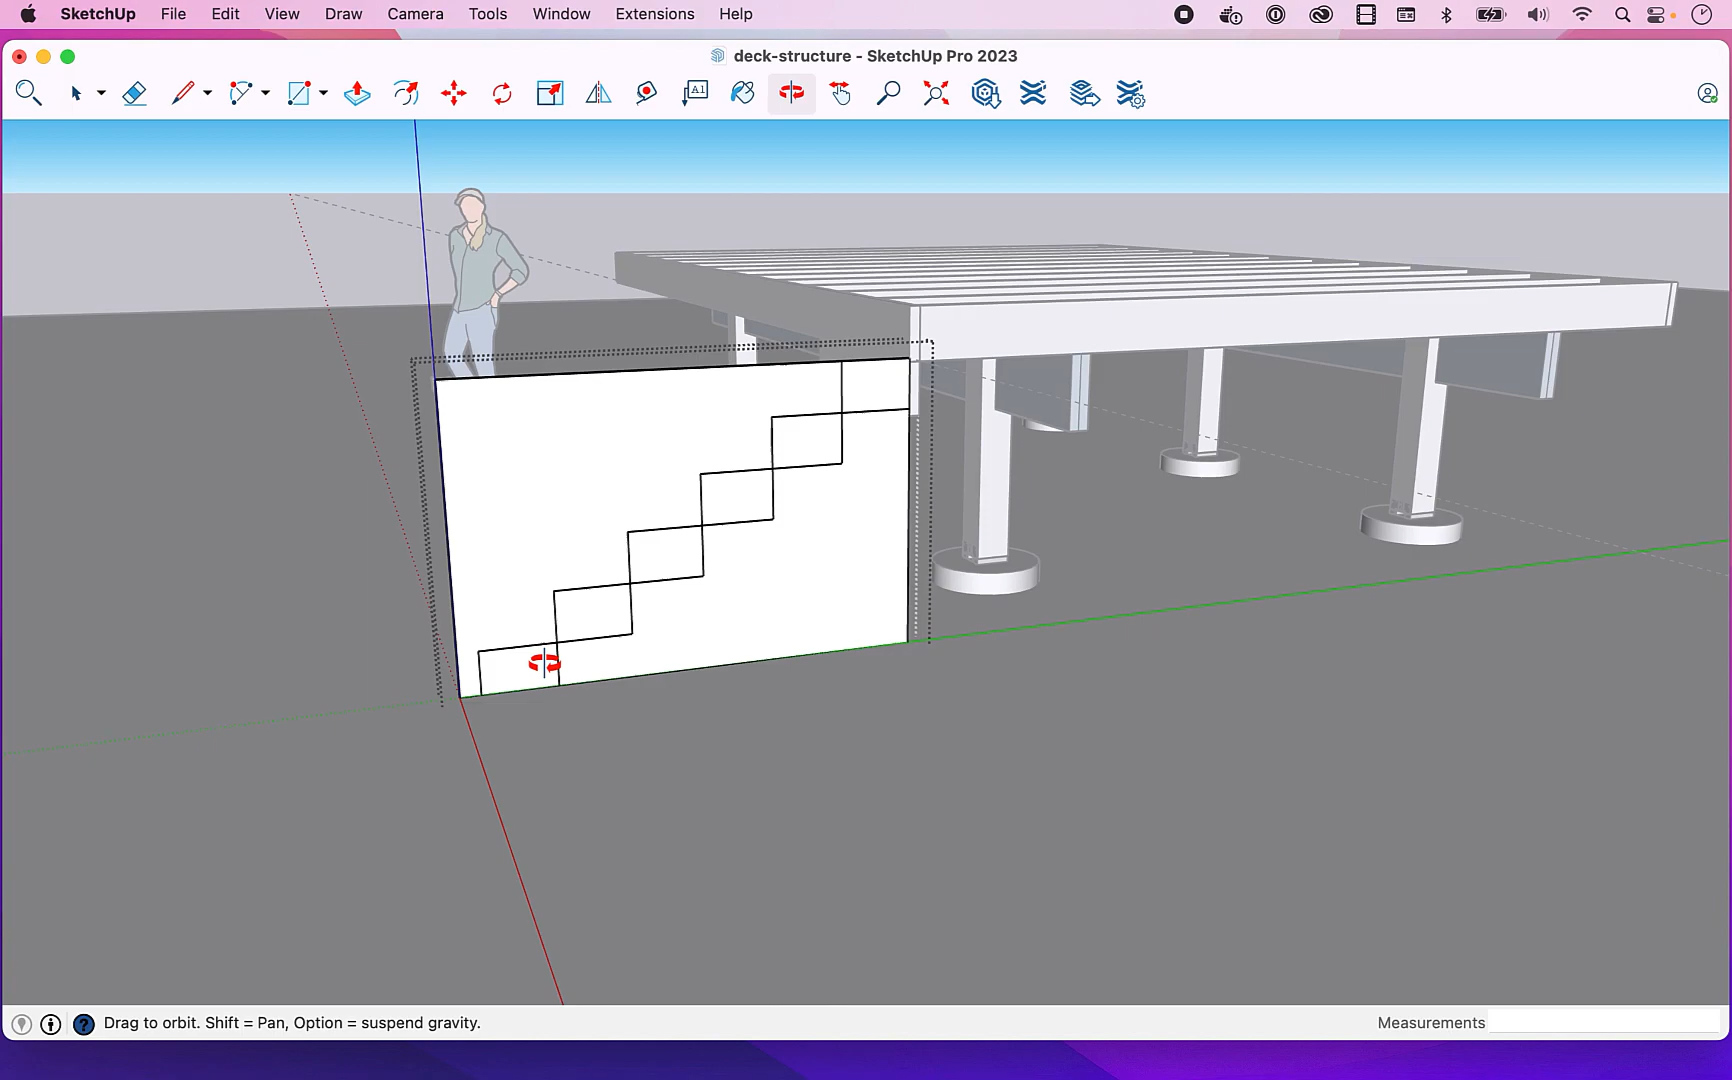 SketchUp File Edit View Draw Camera Tools Window Extensions Help
deck-structure - SketchUp Pro 2023
A1
Drag to orbit. Shift = Pan, Option = suspend gravity.
Measurements